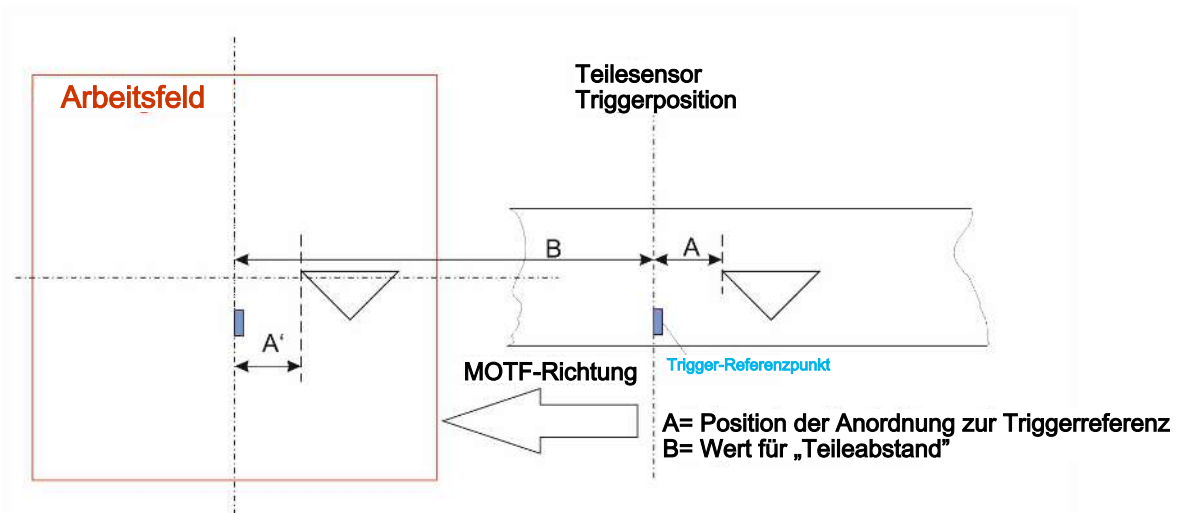 Arbeitsfeld
Teilesensor
Triggerposition
B
A
A‘
Trigger-Referenzpunkt
MOTF-Richtung
A= Position der Anordnung zur Triggerreferenz
B= Wert für „Teileabstand”